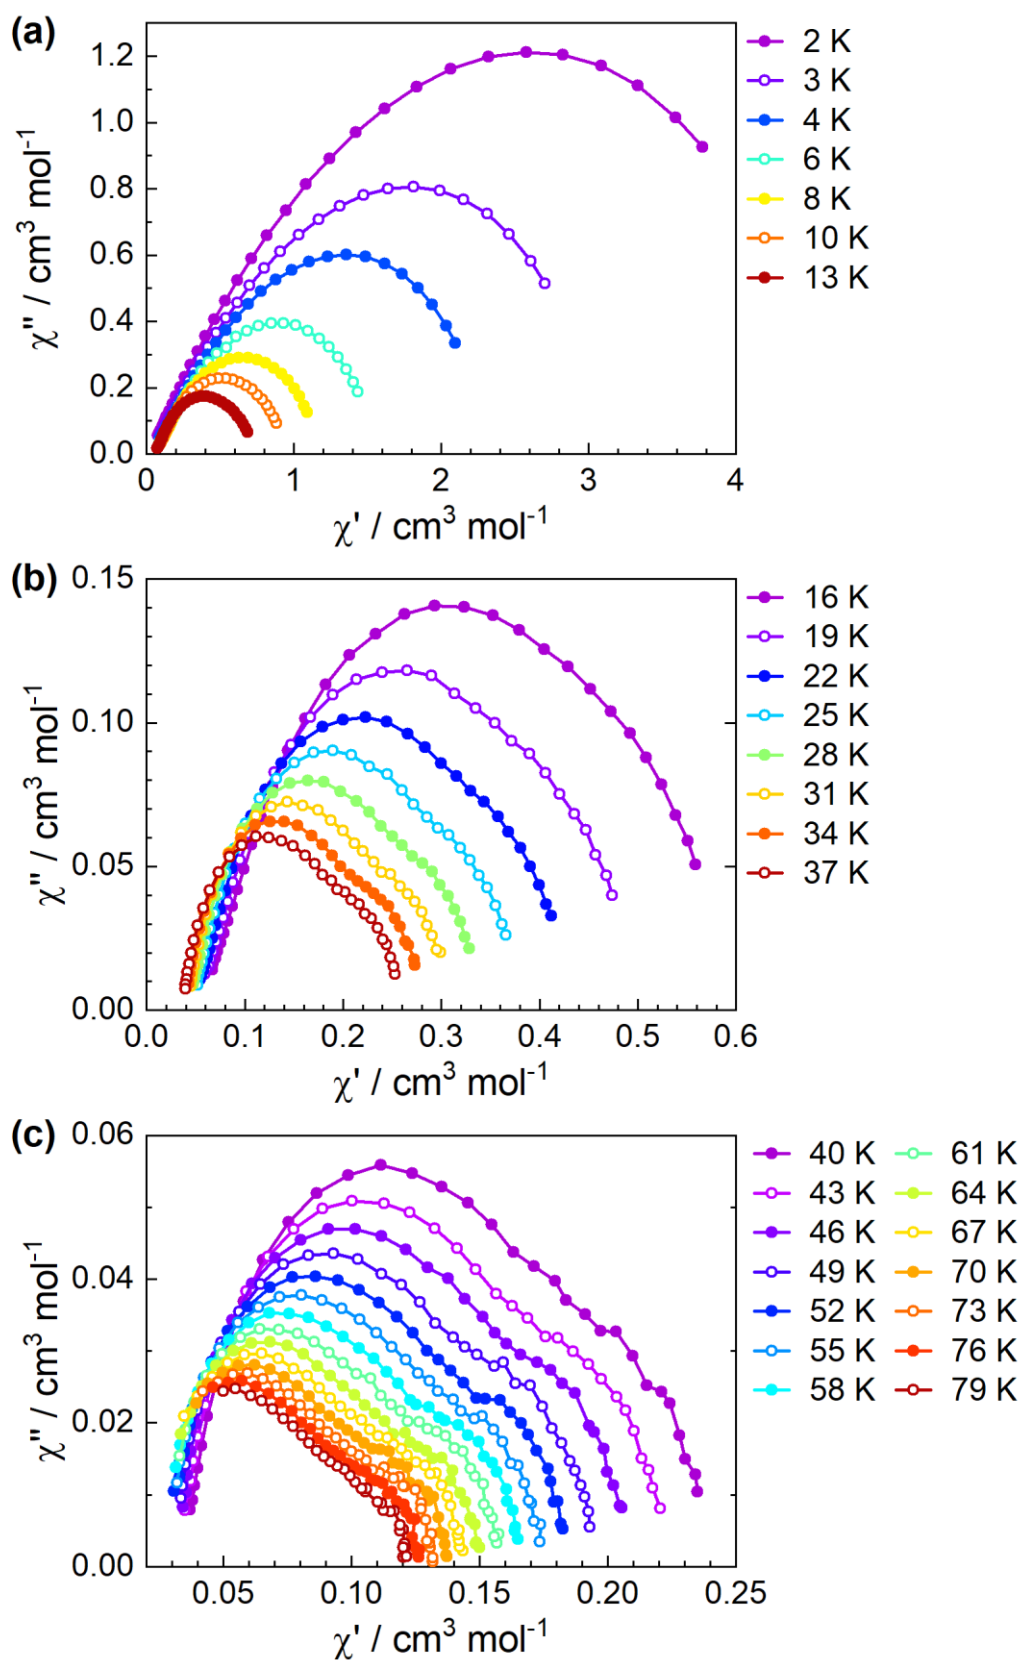 (a)
1.2
1.0
0.8
0.6
0.4
0.2
0.0
χ'' / cm³ mol⁻¹
0 1 2 3 4
χ' / cm³ mol⁻¹
2 K
3 K
4 K
6 K
8 K
10 K
13 K
(b)
0.15
0.10
0.05
0.00
χ'' / cm³ mol⁻¹
0.0 0.1 0.2 0.3 0.4 0.5 0.6
χ' / cm³ mol⁻¹
16 K
19 K
22 K
25 K
28 K
31 K
34 K
37 K
(c)
0.06
0.04
0.02
0.00
χ'' / cm³ mol⁻¹
0.05 0.10 0.15 0.20 0.25
χ' / cm³ mol⁻¹
40 K 61 K
43 K 64 K
46 K 67 K
49 K 70 K
52 K 73 K
55 K 76 K
58 K 79 K